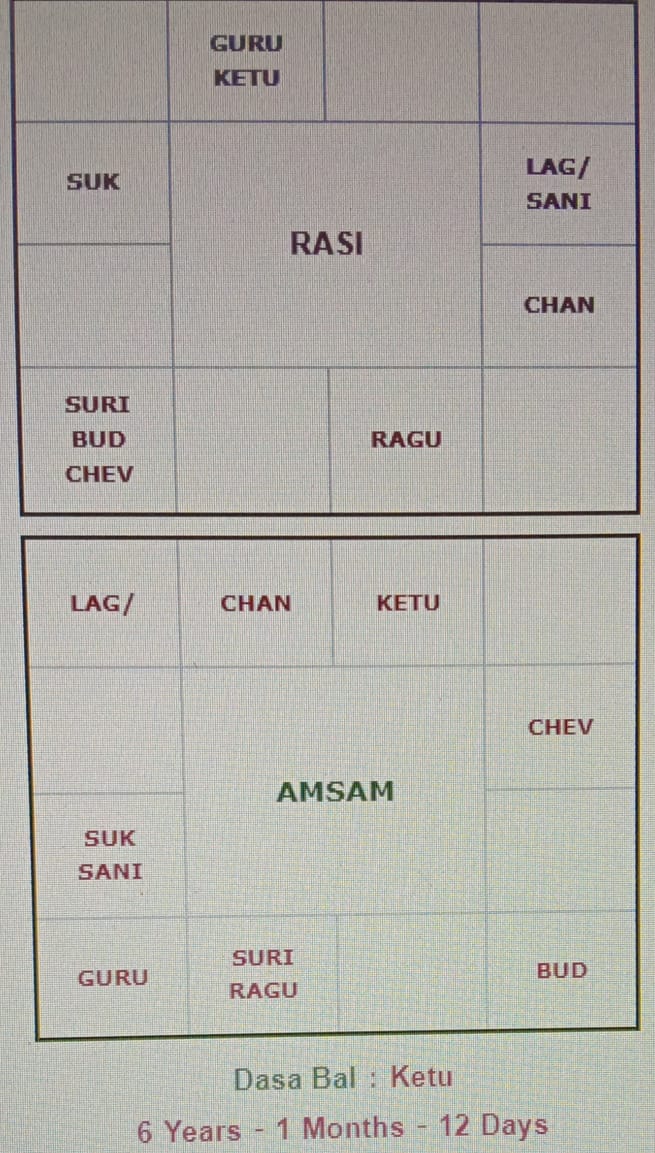 GURU
KETU
SUK
LAG/
SANI
RASI
CHAN
SURI
BUD
CHEV
RAGU
LAG/
CHAN
KETU
CHEV
AMSAM
SUK
SANI
GURU
SURI
RAGU
BUD
Dasa Bal : Ketu
6 Years - 1 Months - 12 Days